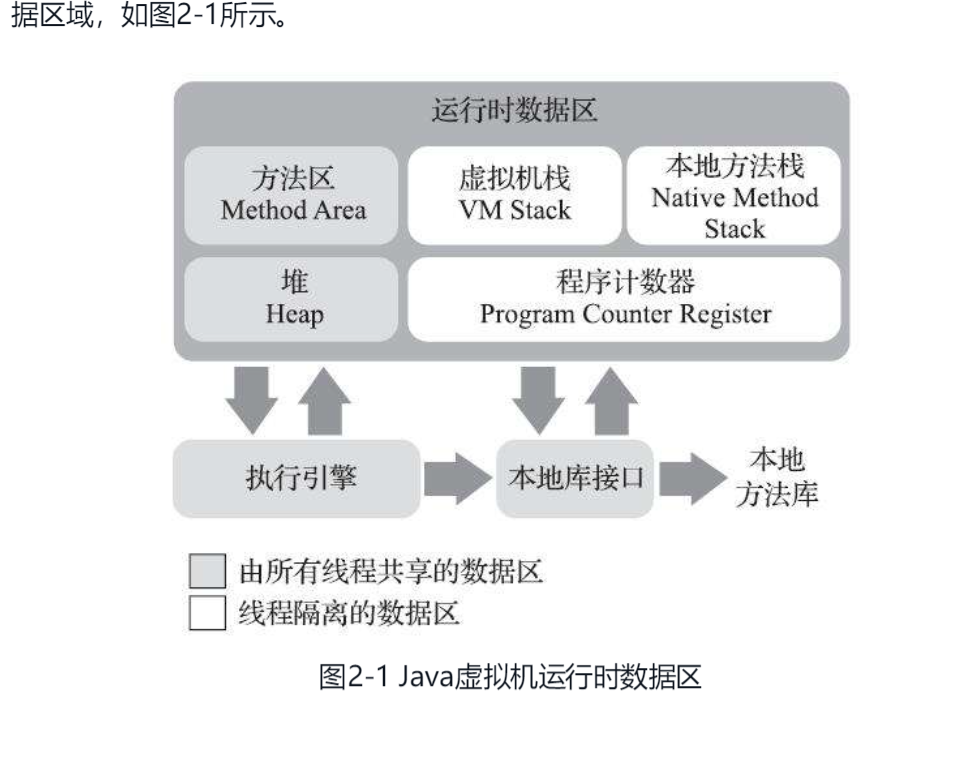 据区域，如图2-1所示。
运行时数据区
方法区
Method Area
虚拟机栈
VM Stack
本地方法栈
Native Method
Stack
堆
Heap
程序计数器
Program Counter Register
执行引擎
本地库接口
本地
方法库
由所有线程共享的数据区
线程隔离的数据区
图2-1 Java虚拟机运行时数据区